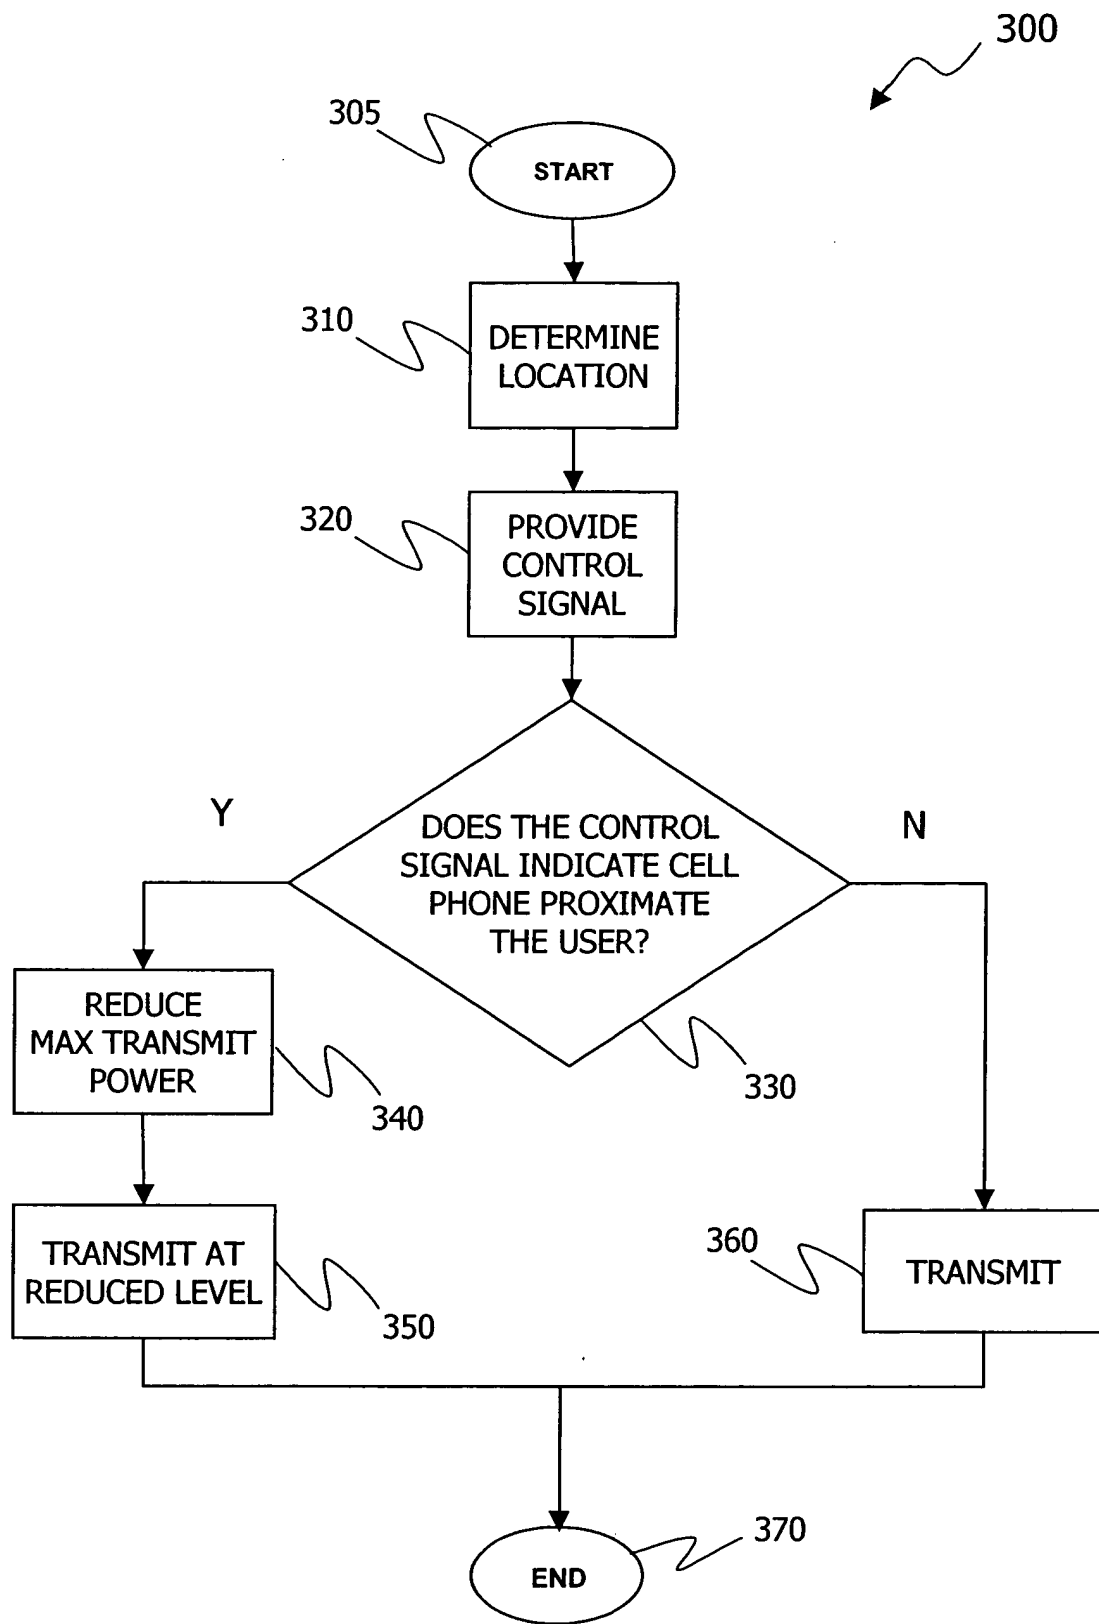 300
305
START
310
DETERMINE
LOCATION
320
PROVIDE
CONTROL
SIGNAL
Y
N
DOES THE CONTROL
SIGNAL INDICATE CELL
PHONE PROXIMATE
THE USER?
330
REDUCE
MAX TRANSMIT
POWER
340
TRANSMIT AT
REDUCED LEVEL
350
360
TRANSMIT
370
END